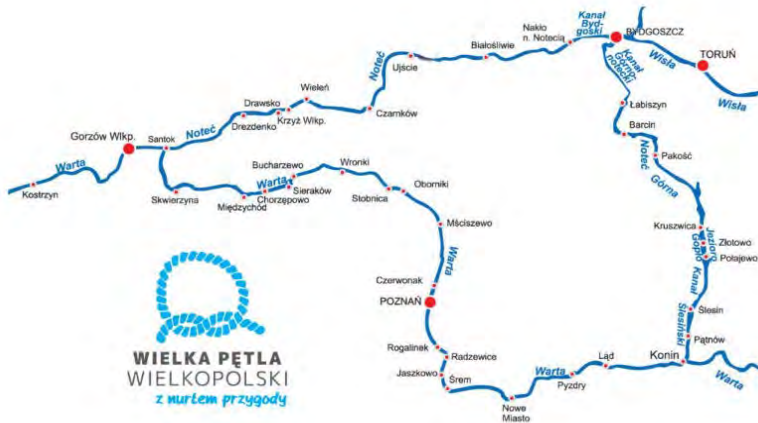 Kanał
Byd-
goski
Nakło
n. Notecią
BYDGOSZCZ
Białośliwie
Ujście
Noteć
TORUŃ
Wisła
Wisła
Kanał
Górno-
notecki
Wieleń
Drawsko
Krzyż Wlkp.
Drezdenko
Czarnków
Łabiszyn
Barcin
Noteć
Górna
Pakość
Gorzów Wlkp.
Santok
Noteć
Warta
Kostrzyn
Bucharzewo
Wronki
Warta
Sieraków
Chorzępowo
Skwierzyna
Międzychód
Stobnica
Oborniki
Mściszewo
Warta
Kruszwica
Złotowo
Połajewo
Jezioro
Gopło
Kanał
Ślesiński
Ślesin
Pątnów
Czerwonak
POZNAŃ
Rogalinek
Radzewice
Jaszkowo
Śrem
Nowe
Miasto
Warta
Pyzdry
Ląd
Konin
Warta
WIELKA PĘTLA
WIELKOPOLSKI
z nurtem przygody